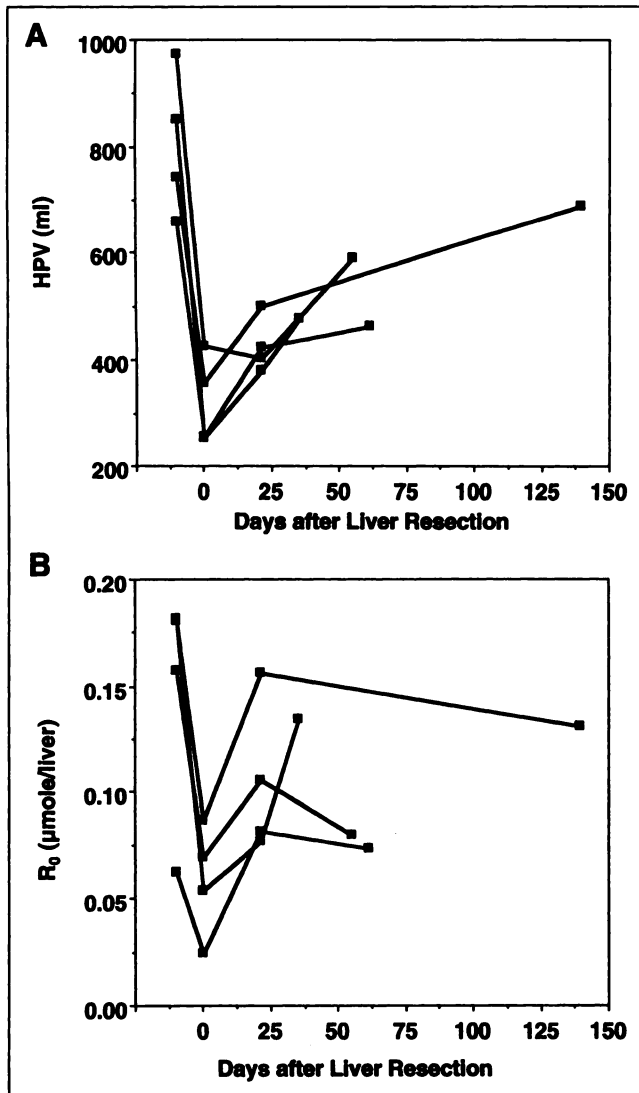 A
1000
800
600
400
200
HPV (ml)
0 25 50 75 100 125 150
Days after Liver Resection
B
0.20
0.15
0.10
0.05
0.00
R₀ (μmole/liver)
0 25 50 75 100 125 150
Days after Liver Resection